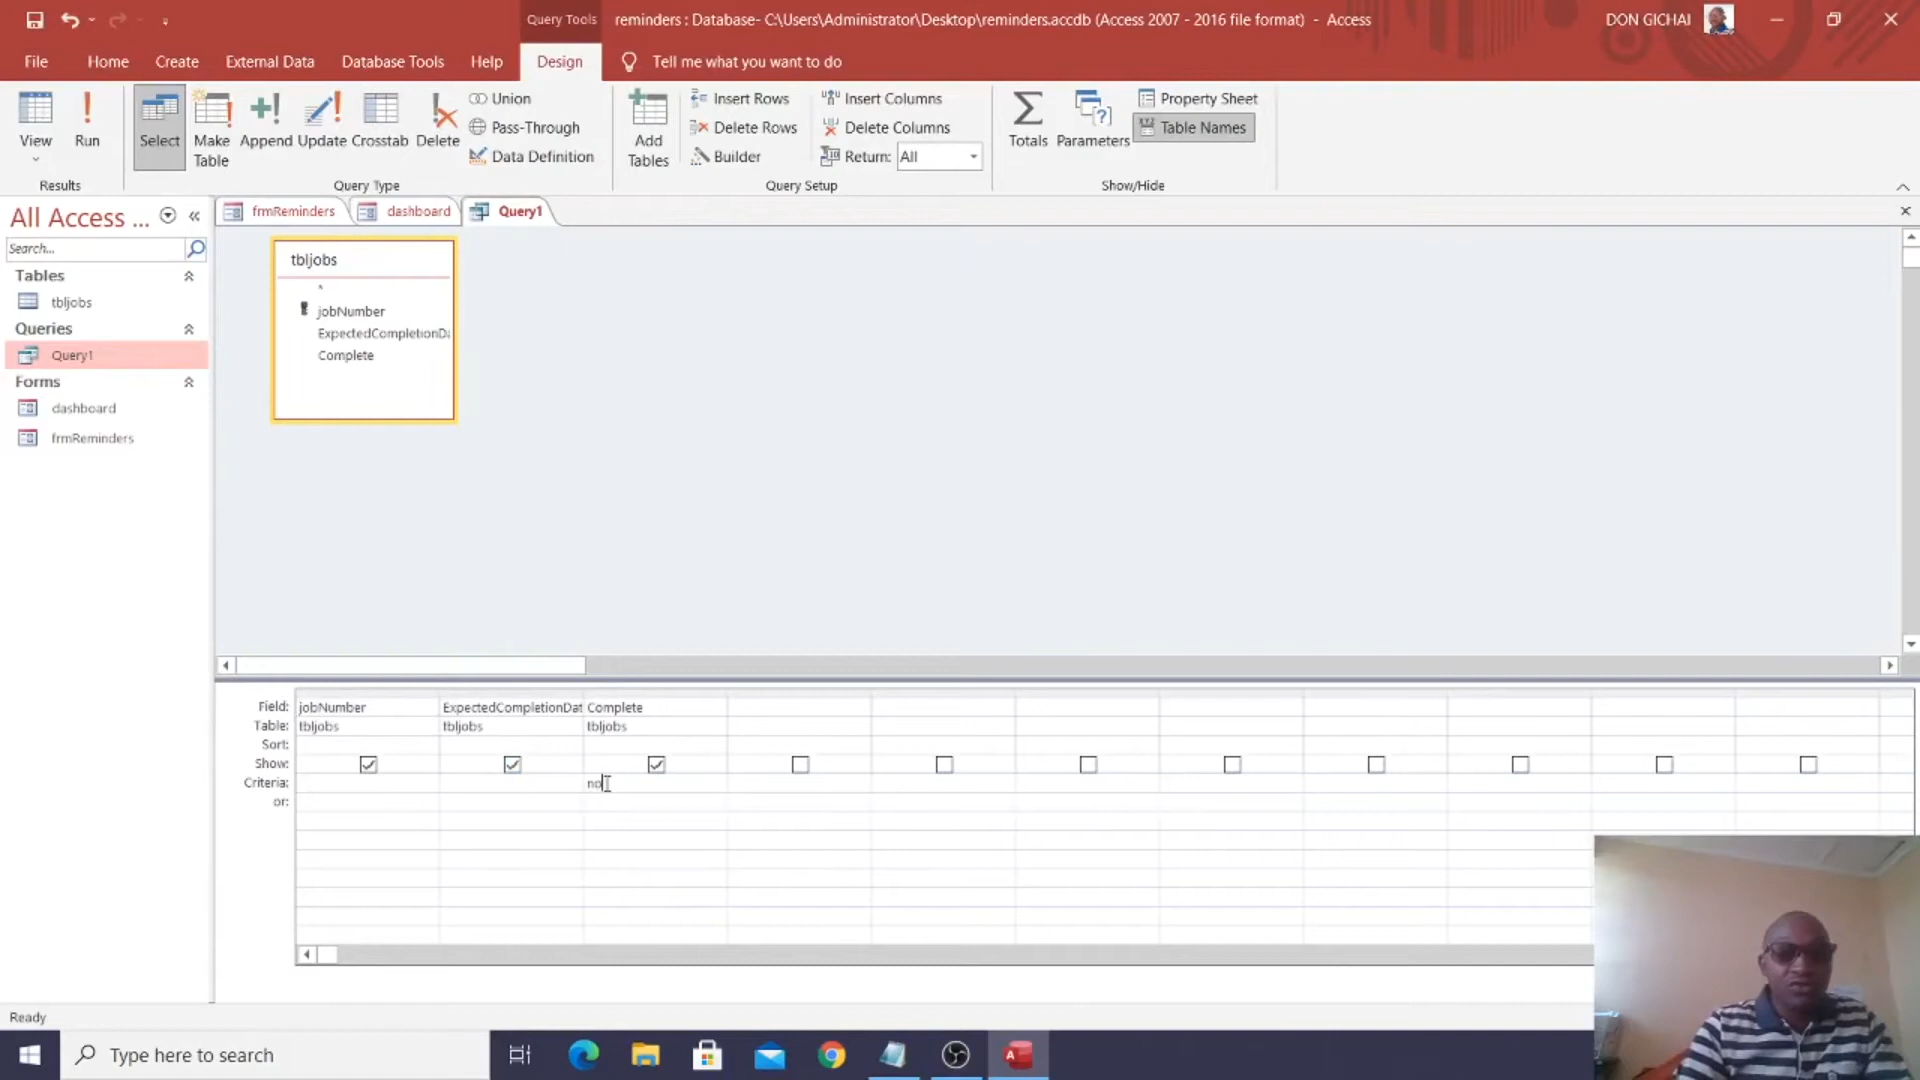 Query Tools
reminders : Database- C:\Users\Administrator\Desktop\reminders.accdb (Access 2007 - 2016 file format) - Access
DON GICHAI
File
Home
Create
External Data
Database Tools
Help
Design
Tell me what you want to do
View
Run
Select
Make
Table
Append
Update
Crosstab
Delete
Union
Pass-Through
Data Definition
Add
Tables
Insert Rows
Delete Rows
Builder
Insert Columns
Delete Columns
Return: All
Totals
Parameters
Property Sheet
Table Names
Results
Query Type
Query Setup
Show/Hide
All Access ...
frmReminders
dashboard
Query1
Search...
Tables
tbljobs
Queries
Query1
Forms
dashboard
frmReminders
tbljobs
*
jobNumber
ExpectedCompletionDa
Complete
Field: jobNumber ExpectedCompletionDat Complete
Table: tbljobs tbljobs tbljobs
Sort:
Show:
Criteria: no
or:
Ready
Type here to search